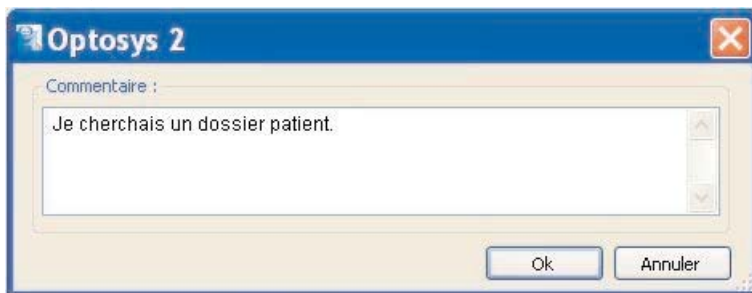 Optosys 2
Commentaire :
Je cherchais un dossier patient.
Ok
Annuler